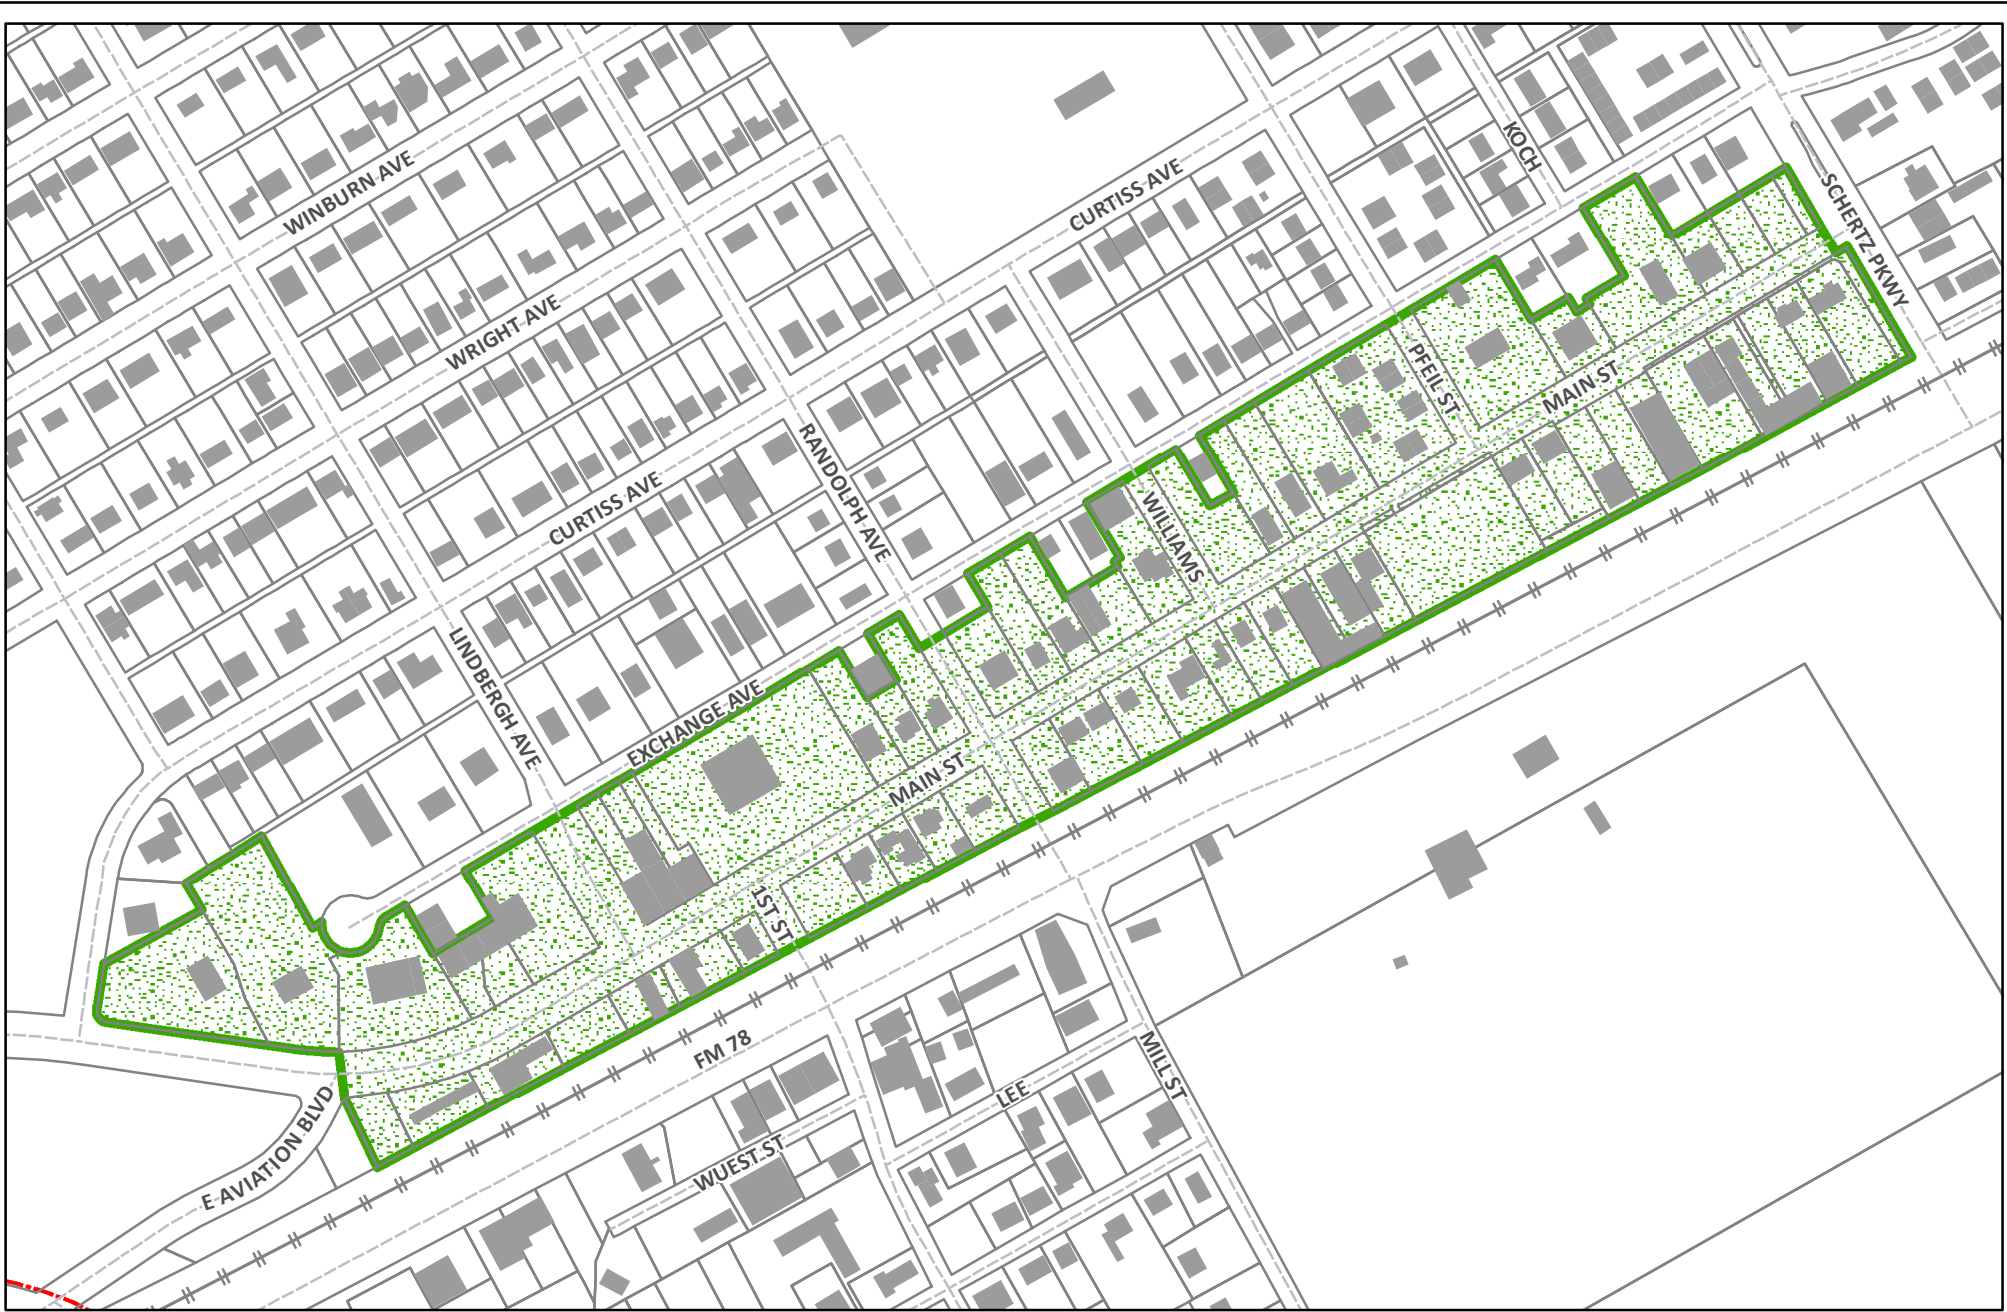 WINBURN AVE
CURTISS AVE
KOCH
SCHERTZ PKWY
WRIGHT AVE
PFEIL ST
MAIN ST
RANDOLPH AVE
CURTISS AVE
WILLIAMS
LINDBERGH AVE
EXCHANGE AVE
MAIN ST
1ST ST
FM 78
MILL ST
LEE
E AVIATION BLVD
WUEST ST